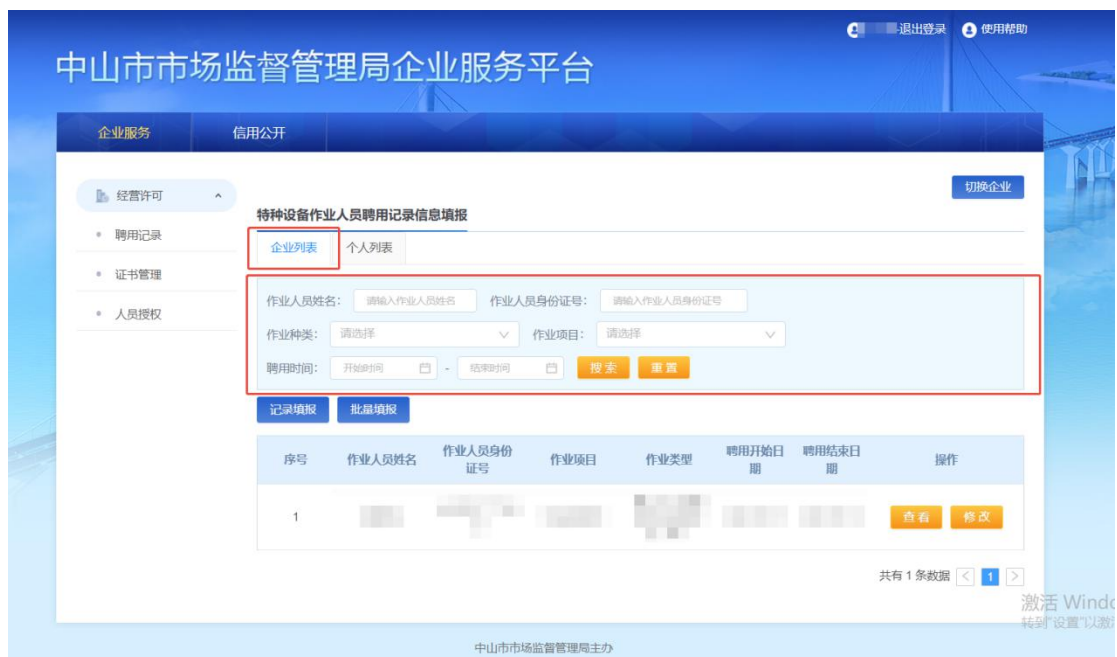 退出登录 使用帮助
中山市市场监督管理局企业服务平台
企业服务 信用公开
切换企业
经营许可
聘用记录
证书管理
人员授权
特种设备作业人员聘用记录信息填报
企业列表 个人列表
作业人员姓名： 请输入作业人员姓名 作业人员身份证号： 请输入作业人员身份证号
作业种类： 请选择 作业项目： 请选择
聘用时间： 开始时间 - 结束时间 搜索 重置
记录填报 批量填报
序号 作业人员姓名 作业人员身份证号 作业项目 作业类型 聘用开始日期 聘用结束日期 操作
1 查看 修改
共有 1 条数据 < 1 >
激活 Windo
转到"设置"以激
中山市市场监督管理局主办